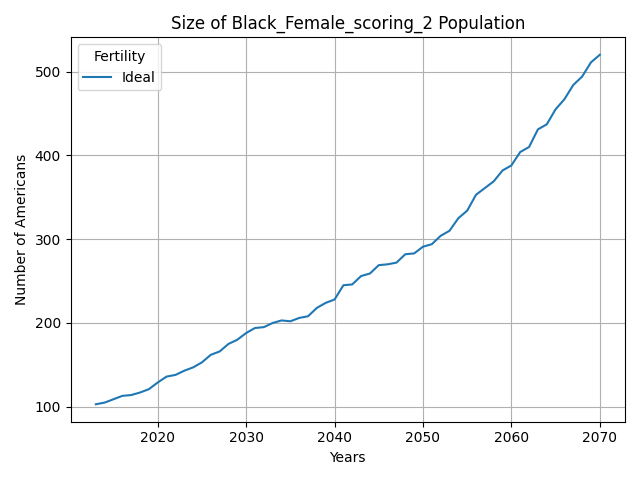 Size of Black_Female_scoring_2 Population
Fertility
Ideal
Number of Americans
500
400
300
200
100
2020 2030 2040 2050 2060 2070
Years